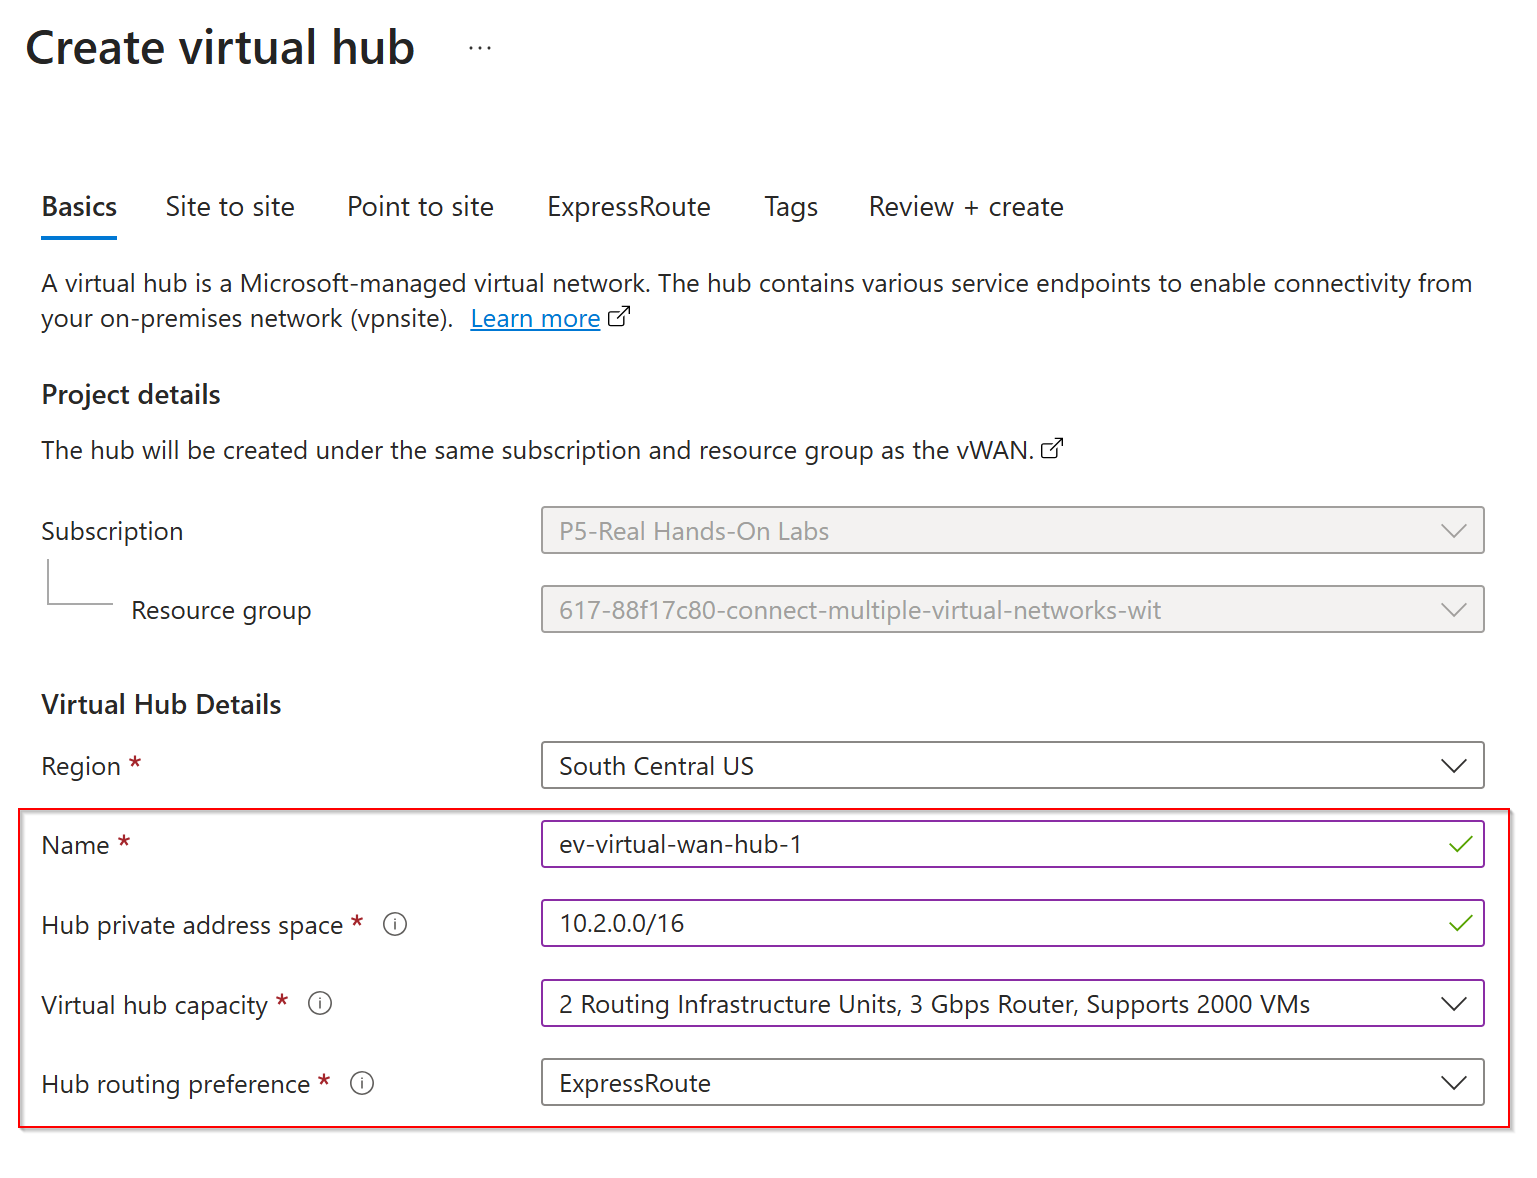 Create virtual hub ...
Basics Site to site Point to site ExpressRoute Tags Review + create
A virtual hub is a Microsoft-managed virtual network. The hub contains various service endpoints to enable connectivity from
your on-premises network (vpnsite). Learn more
Project details
The hub will be created under the same subscription and resource group as the vWAN.
Subscription P5-Real Hands-On Labs
Resource group 617-88f17c80-connect-multiple-virtual-networks-wit
Virtual Hub Details
Region * South Central US
Name * ev-virtual-wan-hub-1
Hub private address space * 10.2.0.0/16
Virtual hub capacity * 2 Routing Infrastructure Units, 3 Gbps Router, Supports 2000 VMs
Hub routing preference * ExpressRoute